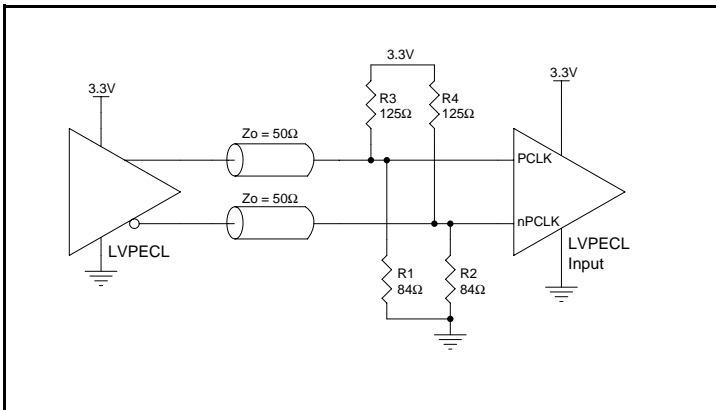 3.3V
3.3V
3.3V
R3
125Ω
R4
125Ω
Zo = 50Ω
PCLK
Zo = 50Ω
nPCLK
LVPECL
LVPECL
Input
R1
84Ω
R2
84Ω